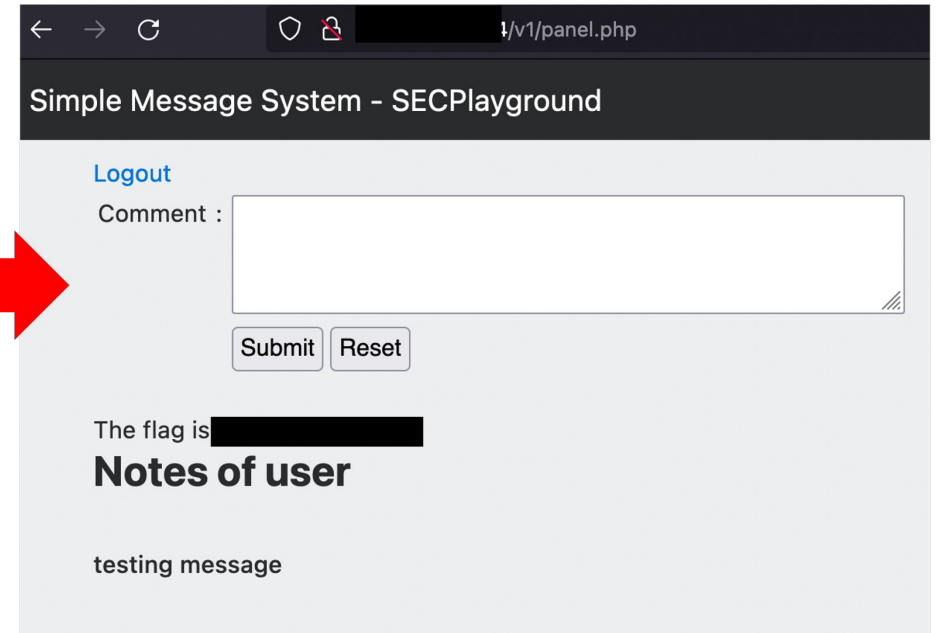 /v1/panel.php
Simple Message System - SECPlayground
Logout
Comment :
Submit Reset
The flag is
Notes of user
testing message